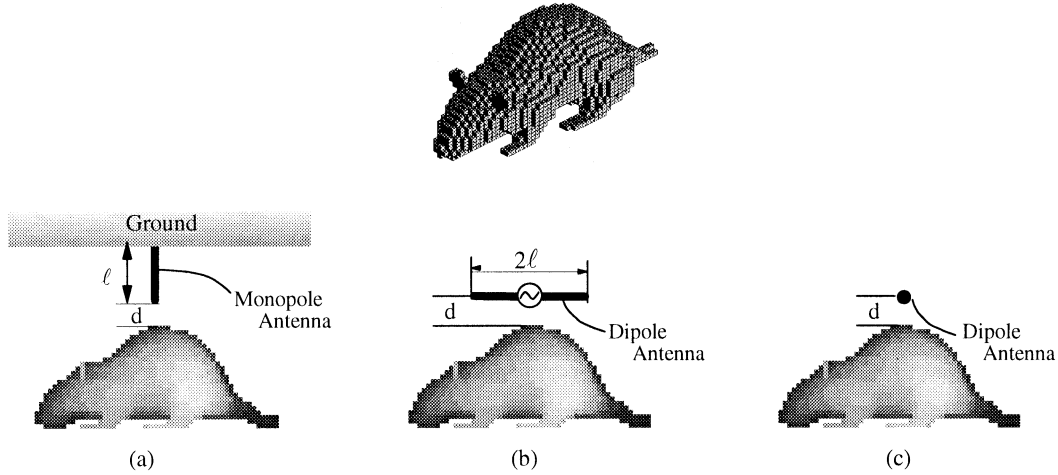 Ground
ℓ
Monopole
Antenna
d
2ℓ
d
Dipole
Antenna
d
Dipole
Antenna
(a)
(b)
(c)